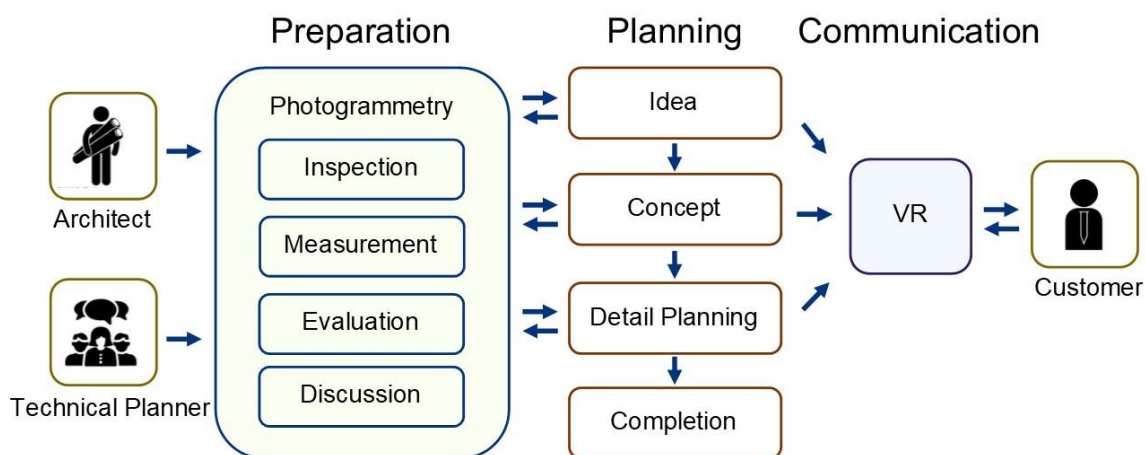 Preparation
Planning
Communication
Photogrammetry
Inspection
Measurement
Evaluation
Discussion
Architect
Technical Planner
Idea
Concept
Detail Planning
Completion
VR
Customer